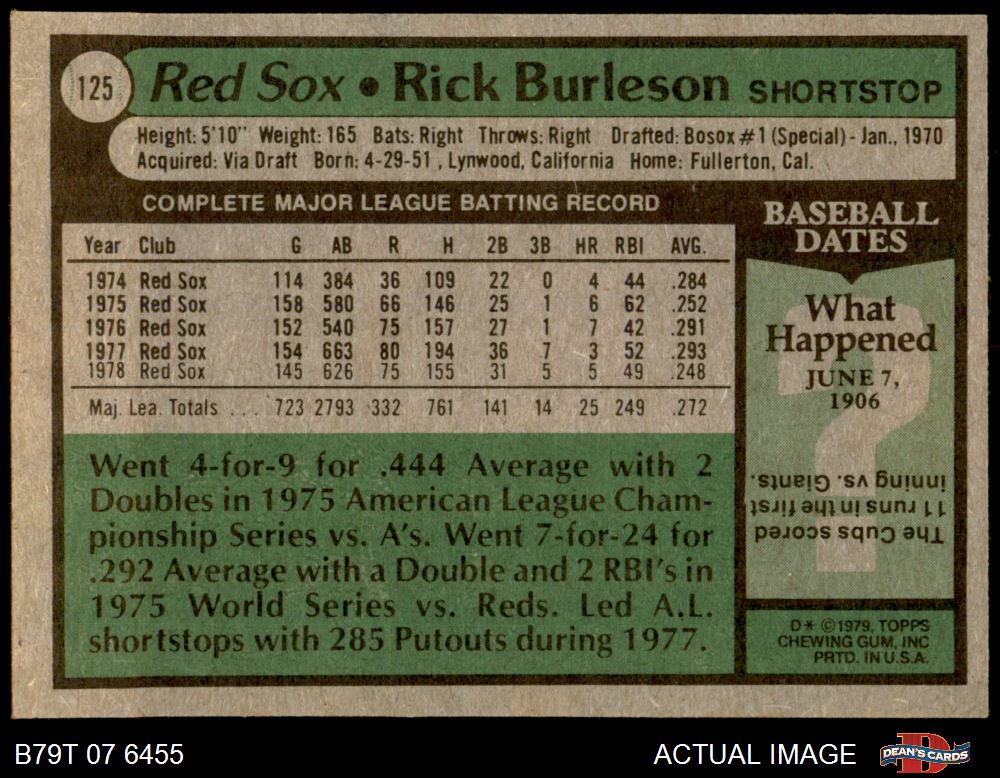 125 Red Sox • Rick Burleson SHORTSTOP
Height: 5'10" Weight: 165 Bats: Right Throws: Right Drafted: Bosox #1 (Special) - Jan., 1970
Acquired: Via Draft Born: 4-29-51, Lynwood, California Home: Fullerton, Cal.
COMPLETE MAJOR LEAGUE BATTING RECORD
Year Club G AB R H 2B 3B HR RBI AVG.
1974 Red Sox 114 384 36 109 22 0 4 44 .284
1975 Red Sox 158 580 66 146 25 1 6 62 .252
1976 Red Sox 152 540 75 157 27 1 7 42 .291
1977 Red Sox 154 663 80 194 36 7 3 52 .293
1978 Red Sox 145 626 75 155 31 5 5 49 .248
Maj. Lea. Totals . . . 723 2793 332 761 141 14 25 249 .272
Went 4-for-9 for .444 Average with 2
Doubles in 1975 American League Cham-
pionship Series vs. A's. Went 7-for-24 for
.292 Average with a Double and 2 RBI's in
1975 World Series vs. Reds. Led A.L.
shortstops with 285 Putouts during 1977.
BASEBALL
DATES
?
What
Happened
JUNE 7,
1906
The Cubs scored
11 runs in the first
inning vs. Giants.
D* ©1979, TOPPS
CHEWING GUM, INC
PRTD. IN U.S.A.
B79T 07 6455
ACTUAL IMAGE
D
DEAN'S CARDS